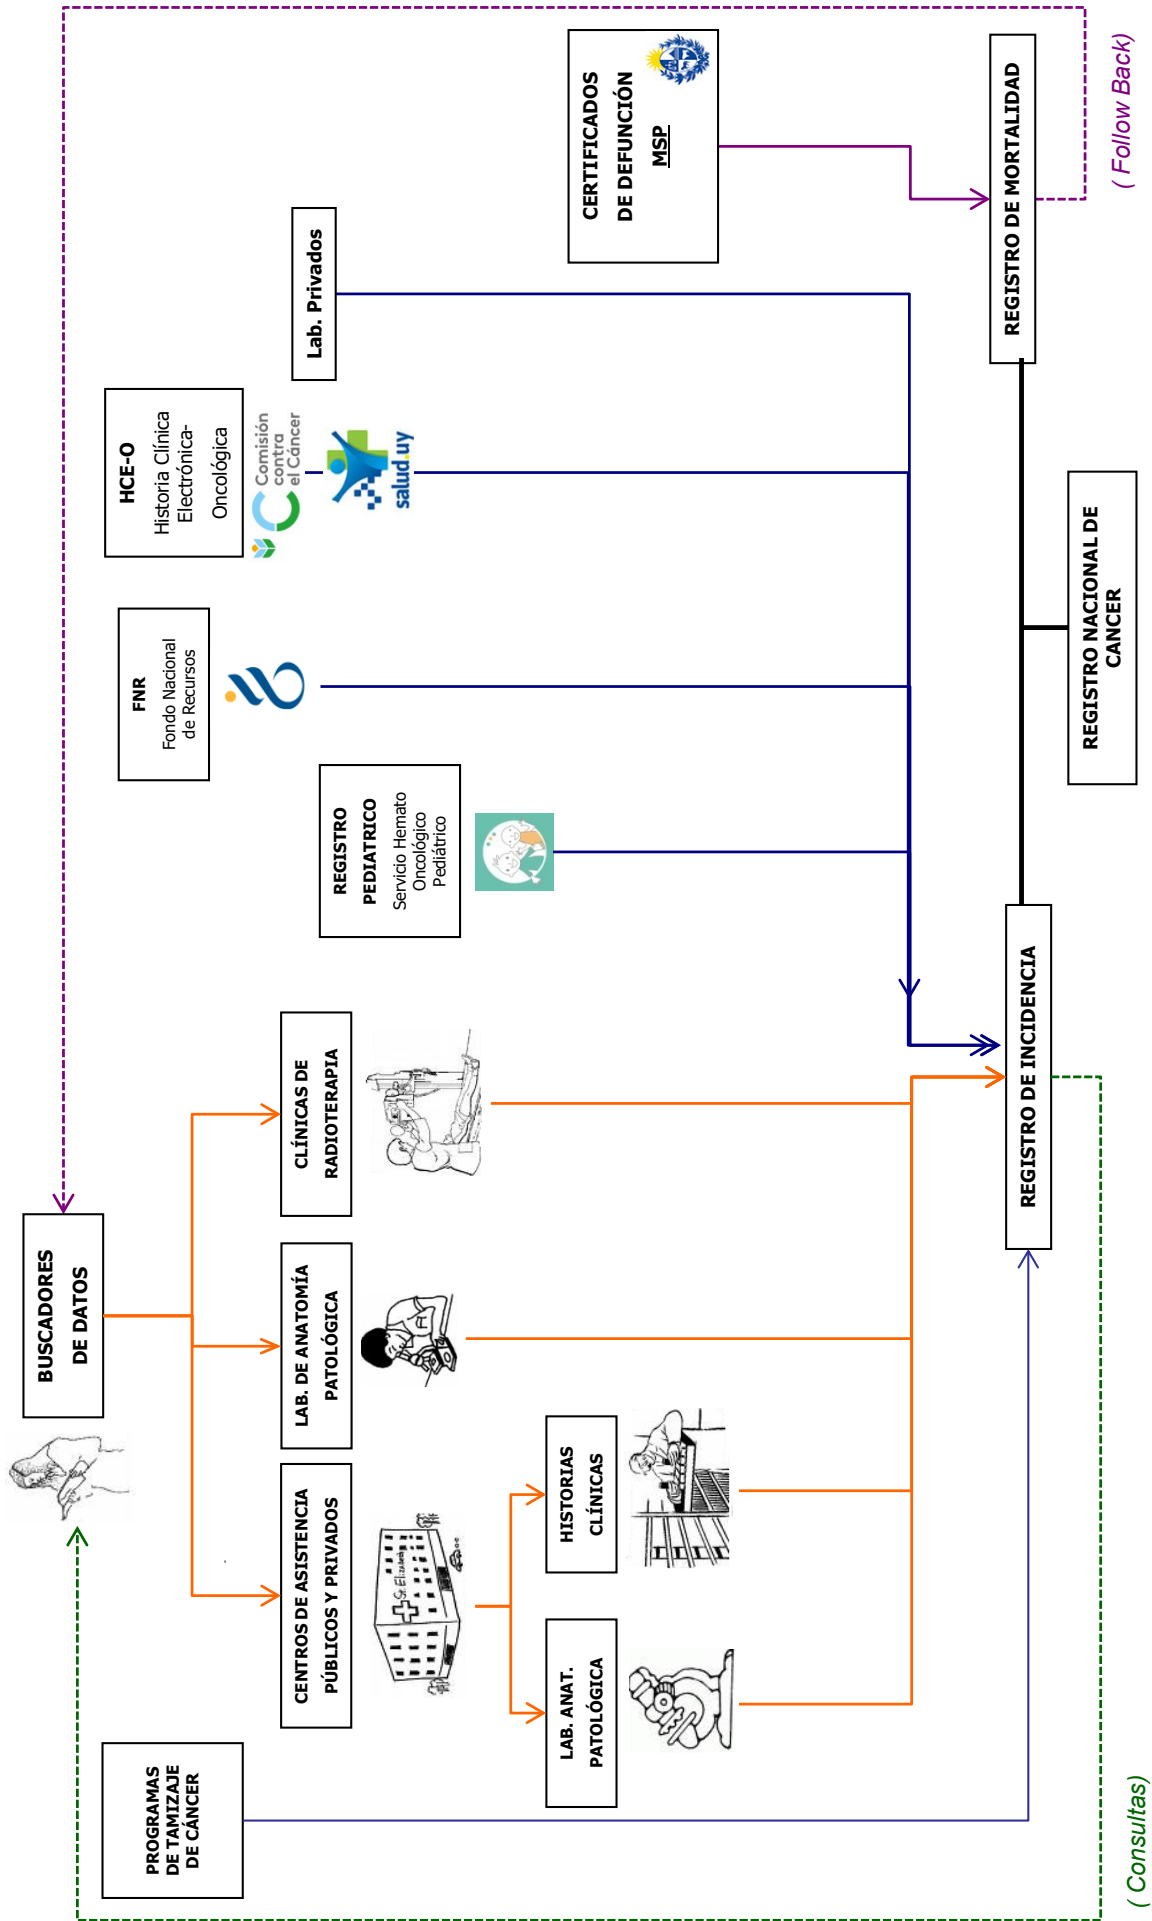 BUSCADORES
DE DATOS
PROGRAMAS
DE TAMIZAJE
DE CÁNCER
CENTROS DE ASISTENCIA
PÚBLICOS Y PRIVADOS
LAB. DE ANATOMÍA
PATOLÓGICA
CLÍNICAS DE
RADIOTERAPIA
St. Elizabeth
LAB. ANAT.
PATOLÓGICA
HISTORIAS
CLÍNICAS
REGISTRO
PEDIATRICO
Servicio Hemato
Oncológico
Pediátrico
FNR
Fondo Nacional
de Recursos
HCE-O
Historia Clínica
Electrónica-
Oncológica
Comisión
contra
el Cáncer
salud.uy
Lab. Privados
CERTIFICADOS
DE DEFUNCIÓN
MSP
REGISTRO DE INCIDENCIA
REGISTRO DE MORTALIDAD
REGISTRO NACIONAL DE
CANCER
( Consultas)
( Follow Back)